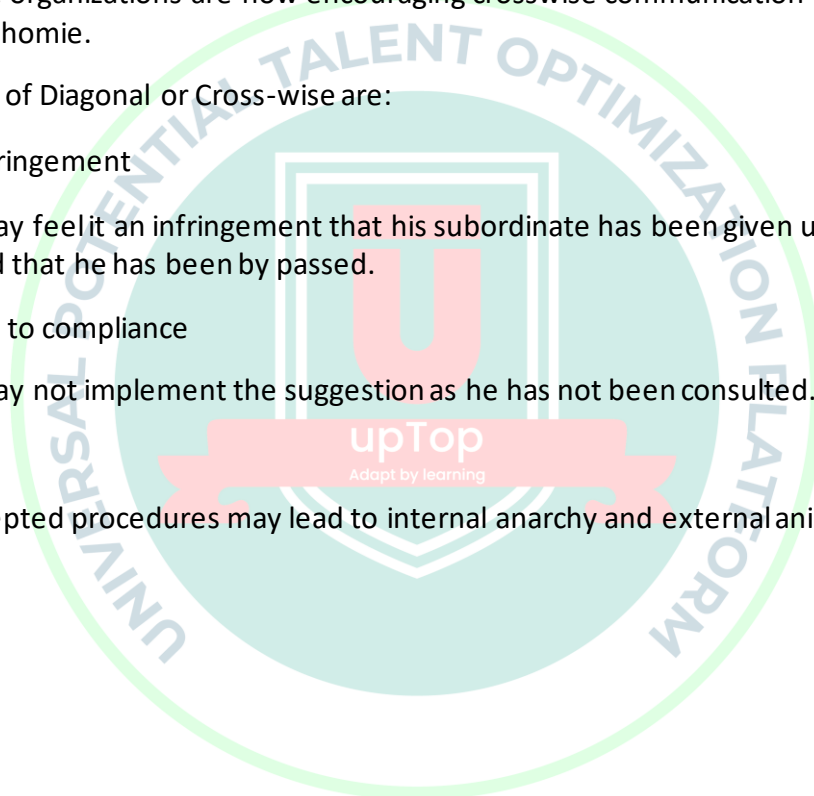 organizations are now encouraging crosswise communication
homie.
of Diagonal or Cross-wise are:
ringement
ay feel it an infringement that his subordinate has been given u
d that he has been by passed.
to compliance
ay not implement the suggestion as he has not been consulted.
epted procedures may lead to internal anarchy and external ani
UNIVERSAL POTENTIAL TALENT OPTIMIZATION PLATFORM
U
upTop
Adapt by learning